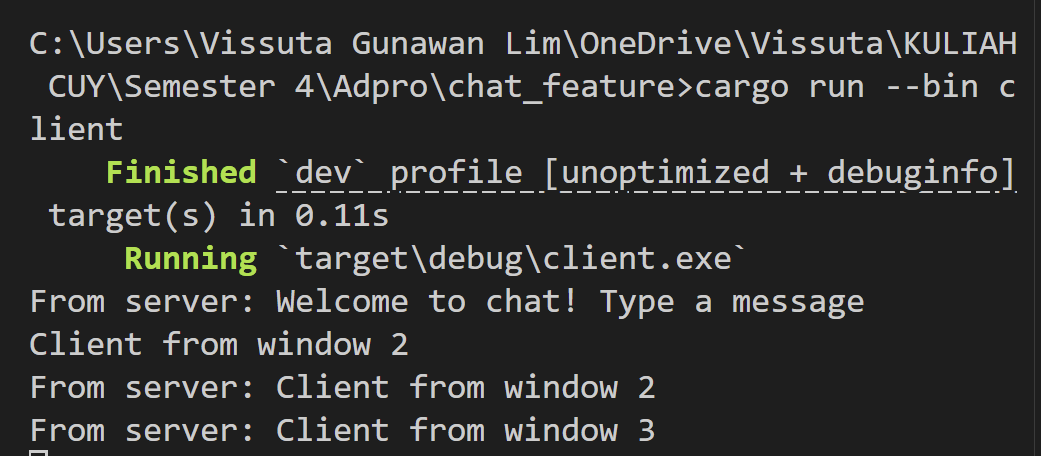 C:\Users\Vissuta Gunawan Lim\OneDrive\Vissuta\KULIAH
 CUY\Semester 4\Adpro\chat_feature>cargo run --bin c
lient
    Finished `dev` profile [unoptimized + debuginfo]
 target(s) in 0.11s
     Running `target\debug\client.exe`
From server: Welcome to chat! Type a message
Client from window 2
From server: Client from window 2
From server: Client from window 3